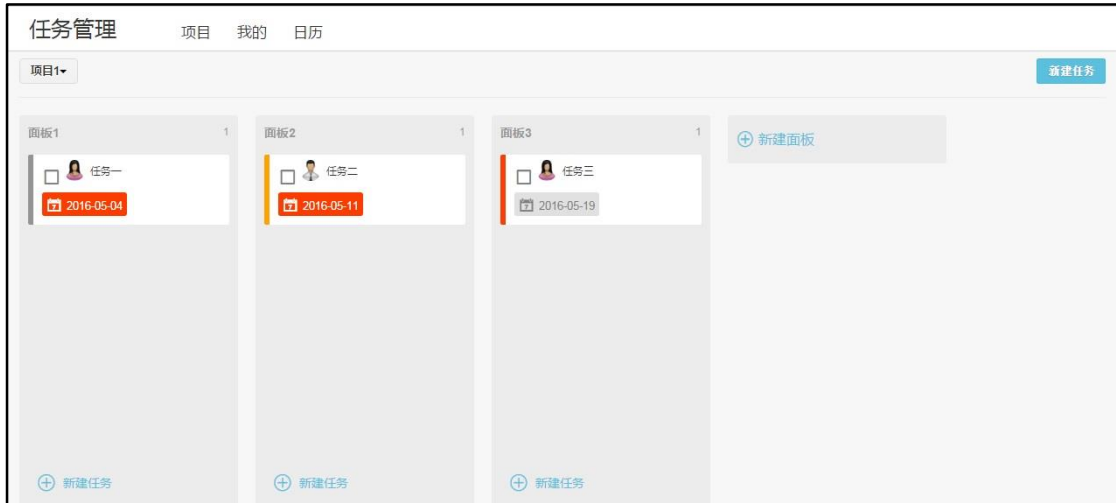 任务管理 项目 我的 日历
项目1 新建任务
面板1 1
任务一
2016-05-04
新建任务
面板2 1
任务二
2016-05-11
新建任务
面板3 1
任务三
2016-05-19
新建任务
新建面板